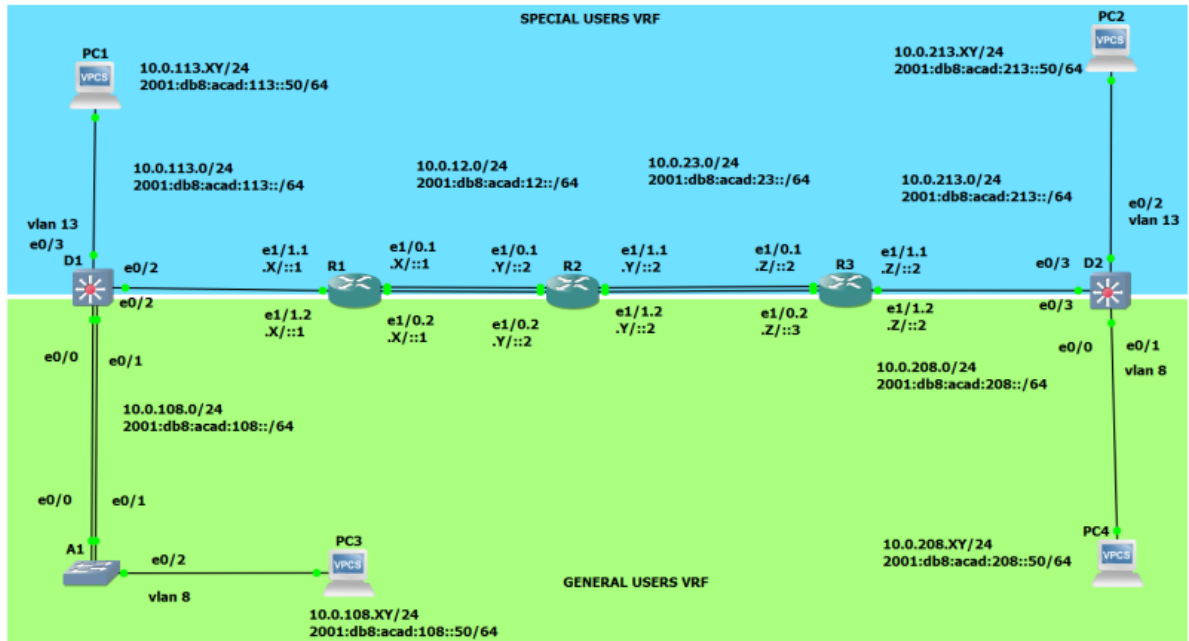 SPECIAL USERS VRF
PC1
VPCS
10.0.113.XY/24
2001:db8:acad:113::50/64
PC2
VPCS
10.0.213.XY/24
2001:db8:acad:213::50/64
10.0.113.0/24
2001:db8:acad:113::/64
10.0.12.0/24
2001:db8:acad:12::/64
10.0.23.0/24
2001:db8:acad:23::/64
10.0.213.0/24
2001:db8:acad:213::/64
e0/2
vlan 13
vlan 13
e0/3
D1
e0/2
e0/2
e1/1.1
.X/::1
R1
e1/0.1
.X/::1
e1/0.1
.Y/::2
R2
e1/1.1
.Y/::2
e1/0.1
.Z/::2
R3
e1/1.1
.Z/::2
e0/3
D2
e1/1.2
.X/::1
e1/0.2
.X/::1
e1/0.2
.Y/::2
e1/1.2
.Y/::2
e1/0.2
.Z/::3
e1/1.2
.Z/::2
e0/3
e0/0
e0/1
e0/0
e0/1
vlan 8
10.0.208.0/24
2001:db8:acad:208::/64
10.0.108.0/24
2001:db8:acad:108::/64
e0/0
e0/1
A1
e0/2
vlan 8
PC3
VPCS
10.0.108.XY/24
2001:db8:acad:108::50/64
10.0.208.XY/24
2001:db8:acad:208::50/64
PC4
VPCS
GENERAL USERS VRF